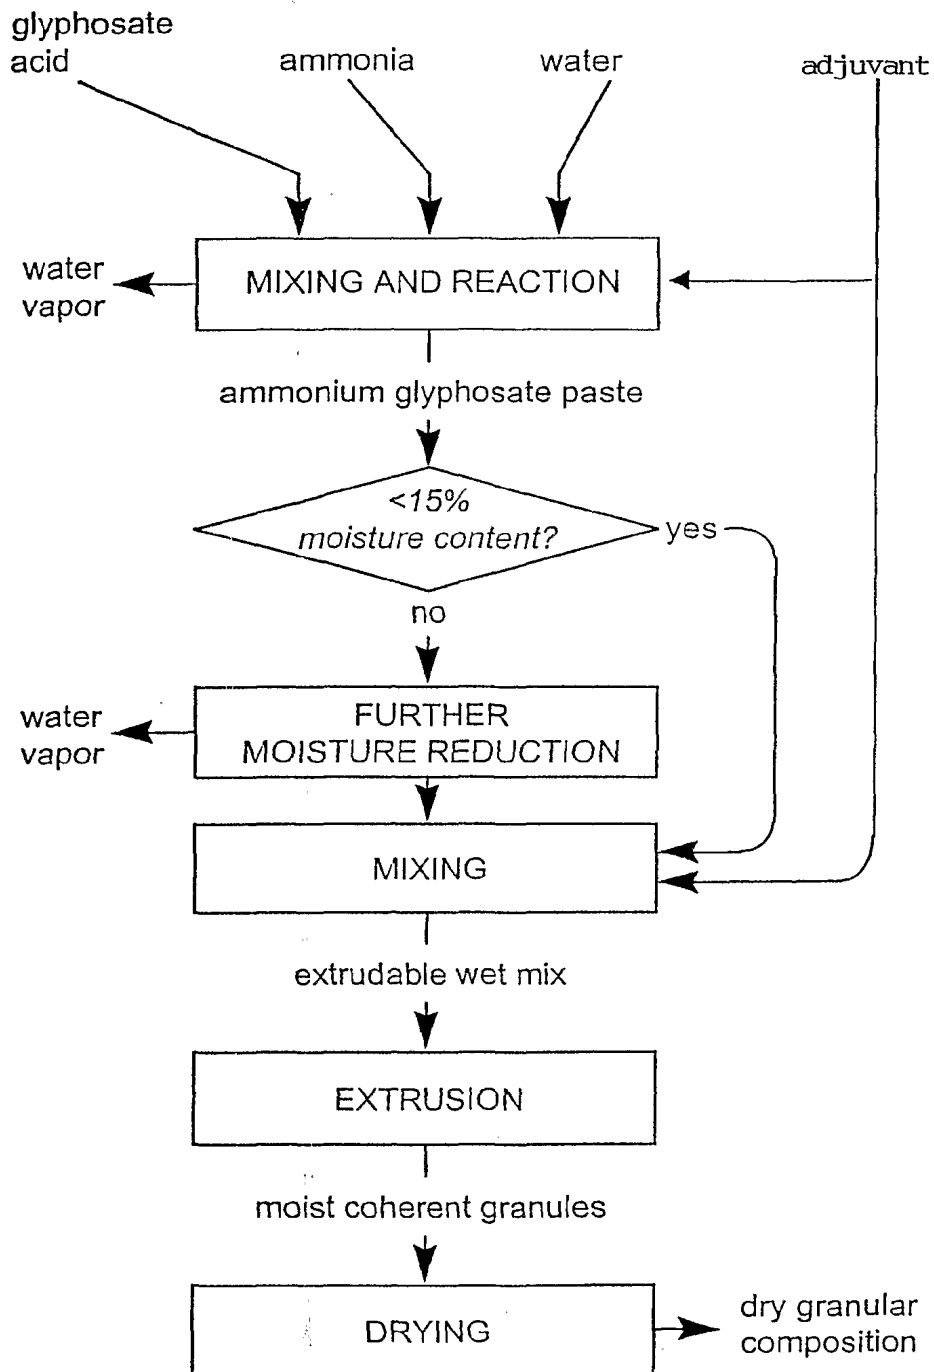 glyphosate
acid
ammonia
water
adjuvant
MIXING AND REACTION
water
vapor
ammonium glyphosate paste
<15%
moisture content?
yes
no
FURTHER
MOISTURE REDUCTION
water
vapor
MIXING
extrudable wet mix
EXTRUSION
moist coherent granules
DRYING
dry granular
composition